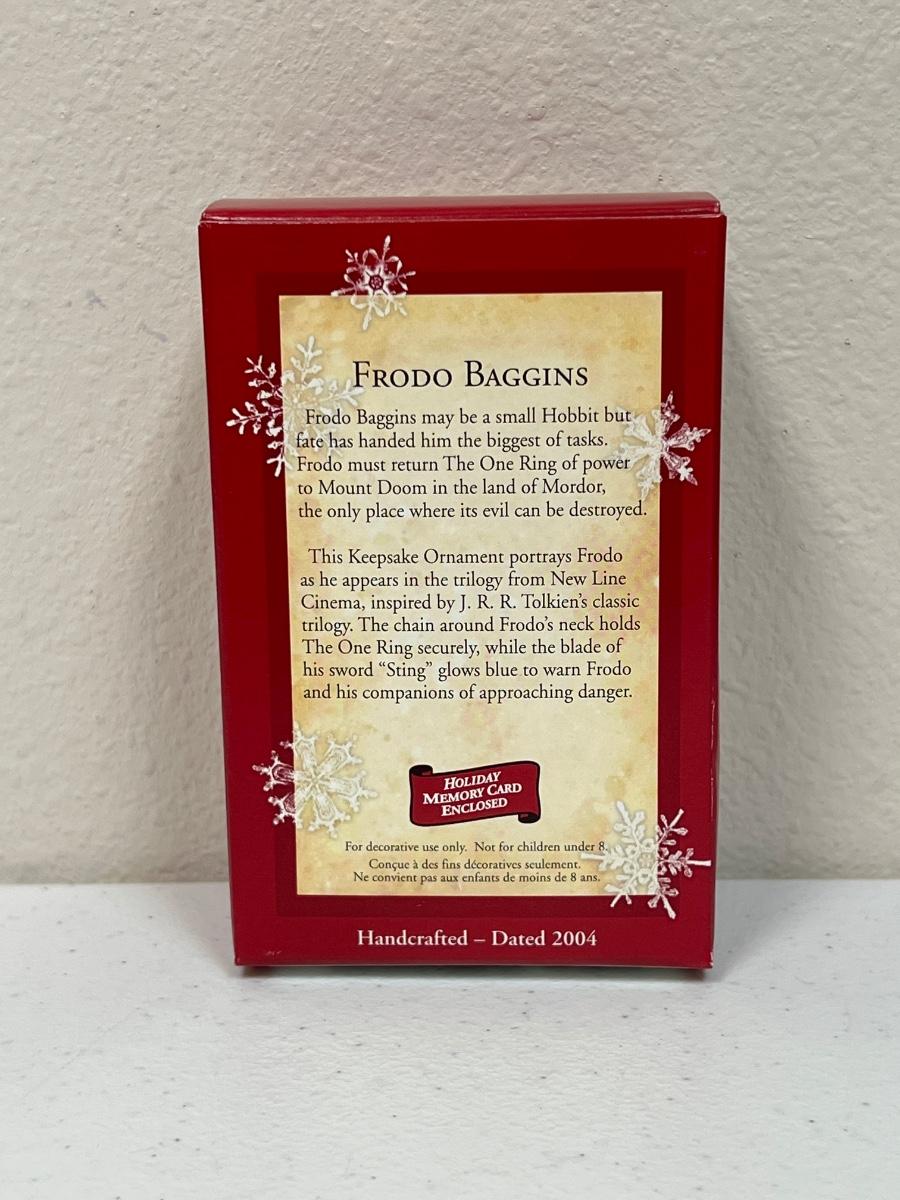 Frodo Baggins
Frodo Baggins may be a small Hobbit but
fate has handed him the biggest of tasks.
Frodo must return The One Ring of power
to Mount Doom in the land of Mordor,
the only place where its evil can be destroyed.
This Keepsake Ornament portrays Frodo
as he appears in the trilogy from New Line
Cinema, inspired by J. R. R. Tolkien's classic
trilogy. The chain around Frodo's neck holds
The One Ring securely, while the blade of
his sword “Sting” glows blue to warn Frodo
and his companions of approaching danger.
Holiday
Memory Card
Enclosed
For decorative use only. Not for children under 8.
Conçue à des fins décoratives seulement.
Ne convient pas aux enfants de moins de 8 ans.
Handcrafted – Dated 2004